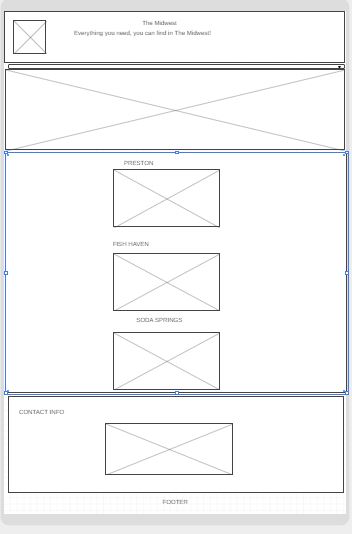 The Midwest
Everything you need, you can find in The Midwest!
PRESTON
FISH HAVEN
SODA SPRINGS
CONTACT INFO
FOOTER